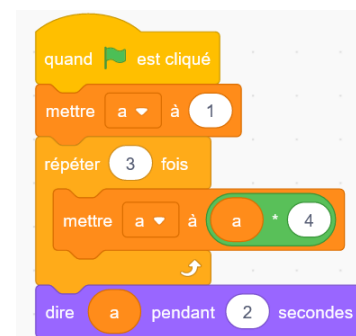 quand est cliqué
mettre a à 1
répéter 3 fois
mettre a à a * 4
dire a pendant 2 secondes